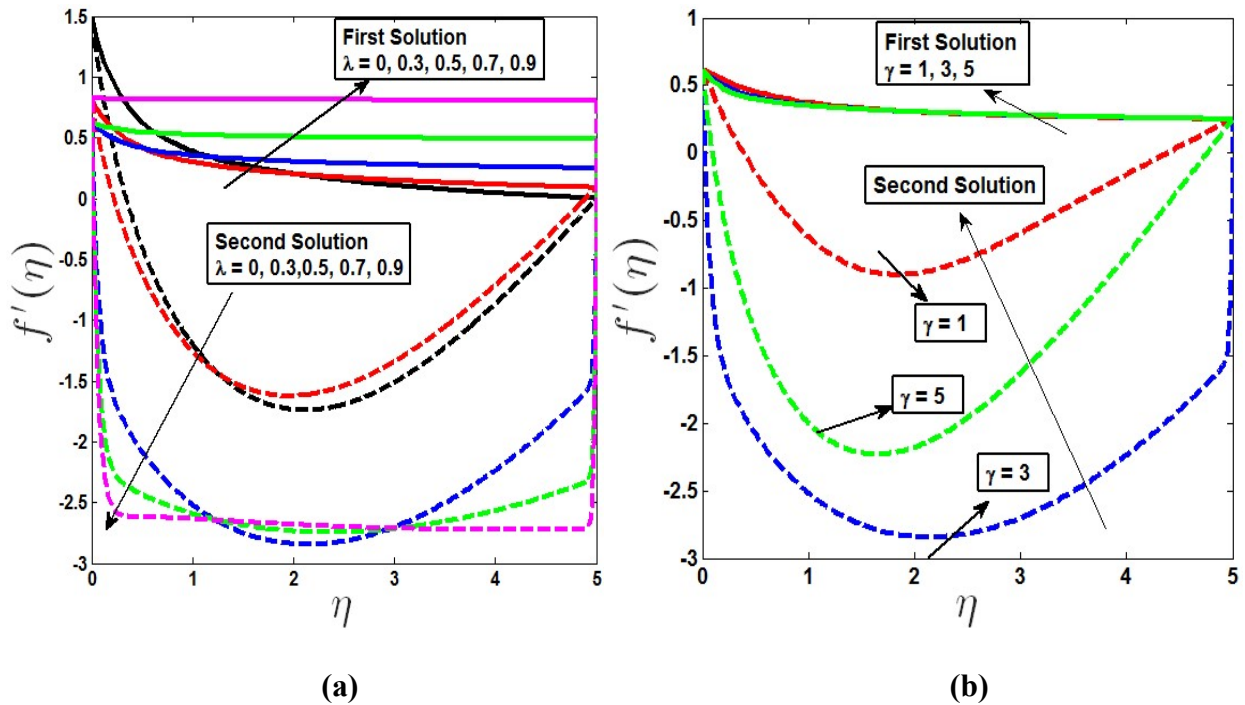 1.5
1
0.5
0
-0.5
-1
-1.5
-2
-2.5
-3
0 1 2 3 4 5
f'(η)
η
First Solution
λ = 0, 0.3, 0.5, 0.7, 0.9
Second Solution
λ = 0, 0.3,0.5, 0.7, 0.9
(a)
1
0.5
0
-0.5
-1
-1.5
-2
-2.5
-3
0 1 2 3 4 5
f'(η)
η
First Solution
γ = 1, 3, 5
Second Solution
γ = 1
γ = 5
γ = 3
(b)